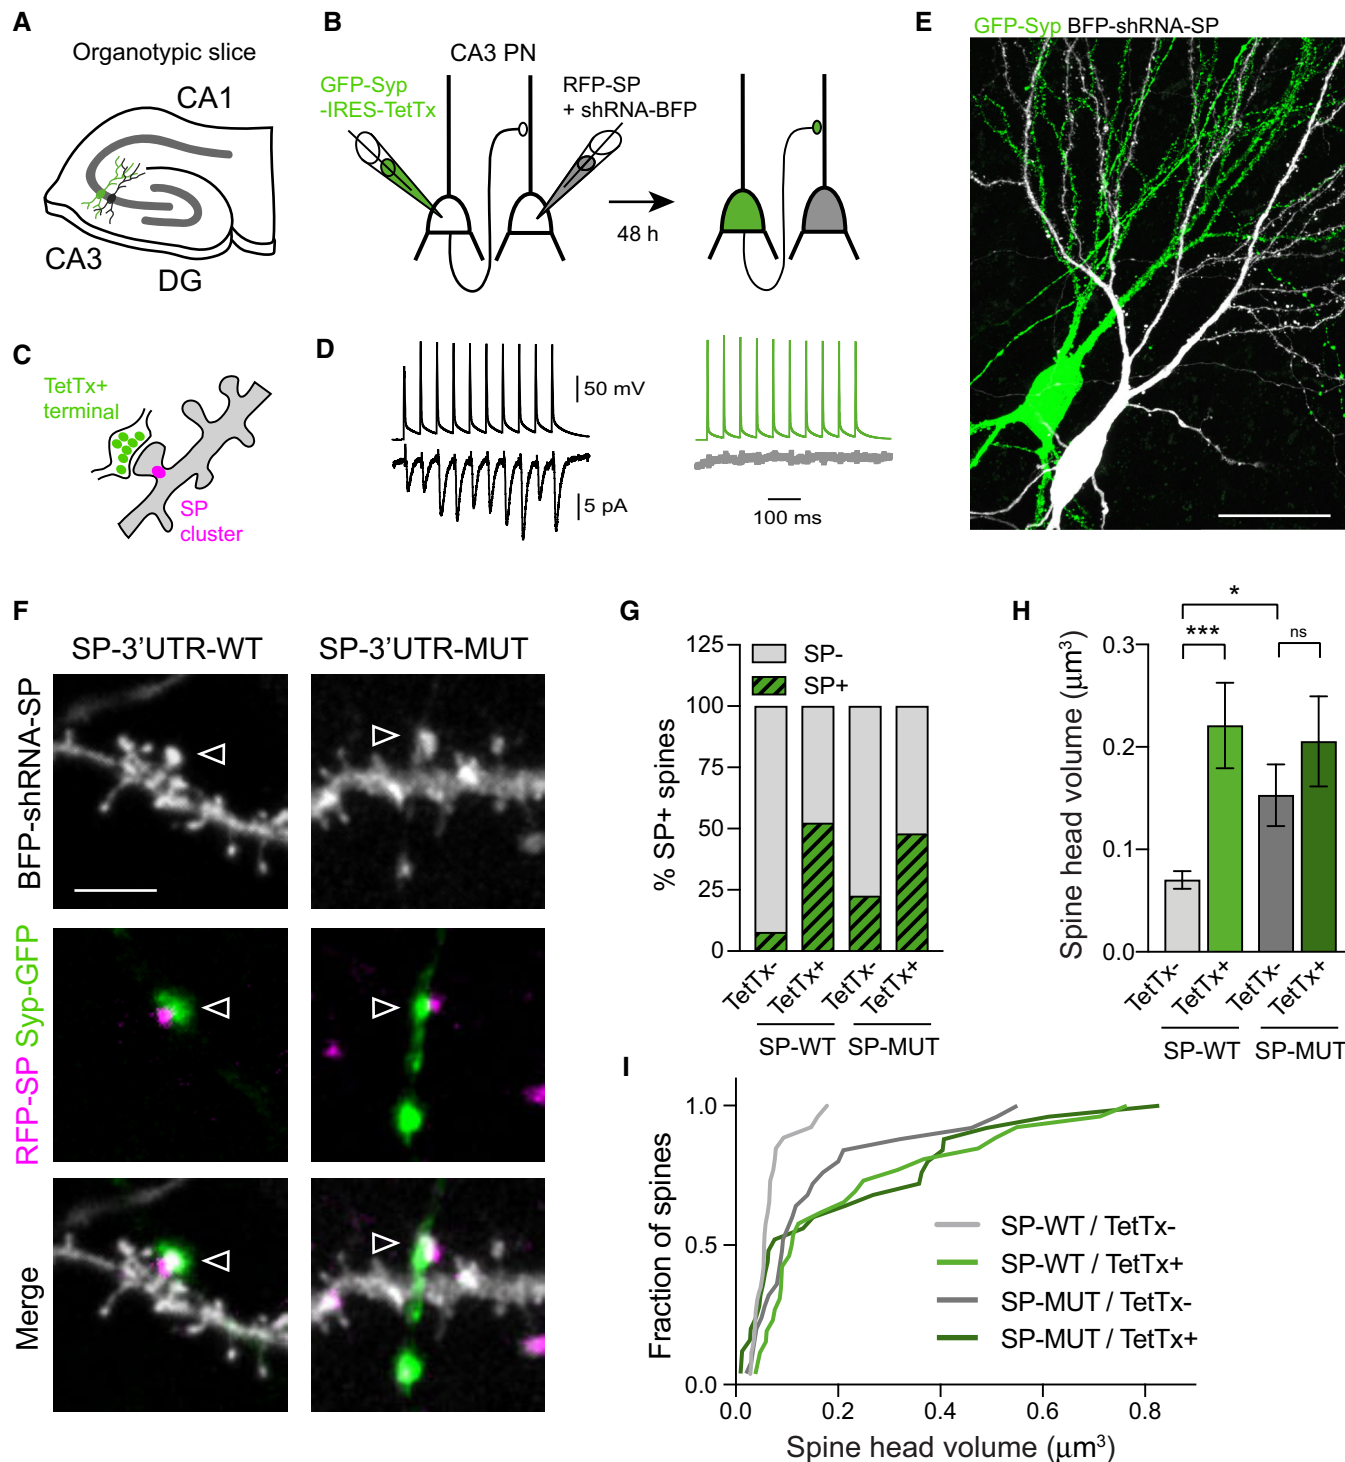 A
Organotypic slice
CA1
CA3
DG
B
CA3 PN
GFP-Syp
-IRES-TetTx
RFP-SP
+ shRNA-BFP
48 h
C
TetTx+
terminal
SP
cluster
D
50 mV
5 pA
100 ms
E
GFP-Syp BFP-shRNA-SP
F
SP-3'UTR-WT
SP-3'UTR-MUT
BFP-shRNA-SP
RFP-SP Syp-GFP
Merge
G
% SP+ spines
125
100
75
50
25
0
SP-
SP+
TetTx-
TetTx+
TetTx-
TetTx+
SP-WT
SP-MUT
H
Spine head volume (μm³)
0.3
0.2
0.1
0.0
*
***
ns
TetTx-
TetTx+
TetTx-
TetTx+
SP-WT
SP-MUT
I
Fraction of spines
1.0
0.5
0.0
SP-WT / TetTx-
SP-WT / TetTx+
SP-MUT / TetTx-
SP-MUT / TetTx+
0.0
0.2
0.4
0.6
0.8
Spine head volume (μm³)